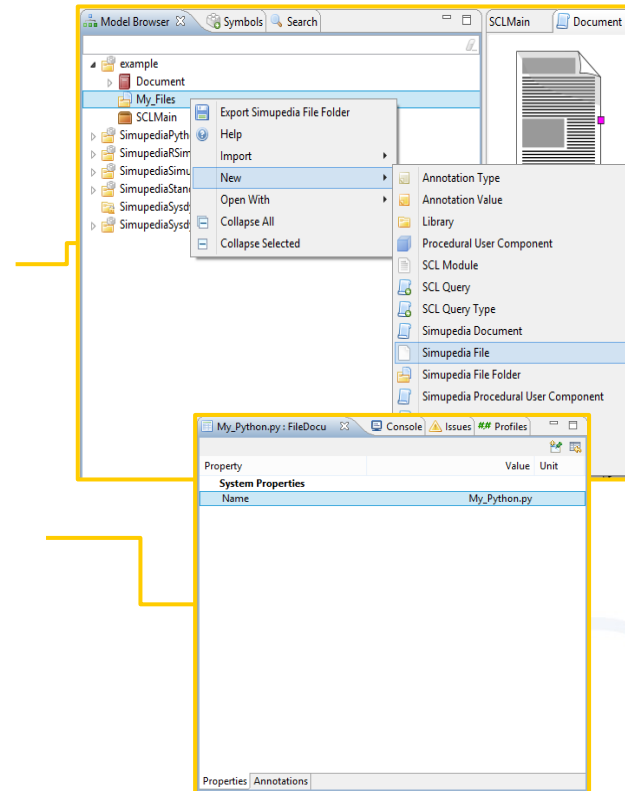 Model Browser Symbols Search SCLMain Document
example
Document
My_Files
SCLMain
SimupediaPyth
SimupediaRSim
SimupediaSimu
SimupediaStan
SimupediaSysdy
SimupediaSysdy
Export Simupedia File Folder
Help
Import
New
Open With
Collapse All
Collapse Selected
Annotation Type
Annotation Value
Library
Procedural User Component
SCL Module
SCL Query
SCL Query Type
Simupedia Document
Simupedia File
Simupedia File Folder
Simupedia Procedural User Component
My_Python.py : FileDocu Console Issues ## Profiles
Property Value Unit
System Properties
Name My_Python.py
Properties Annotations